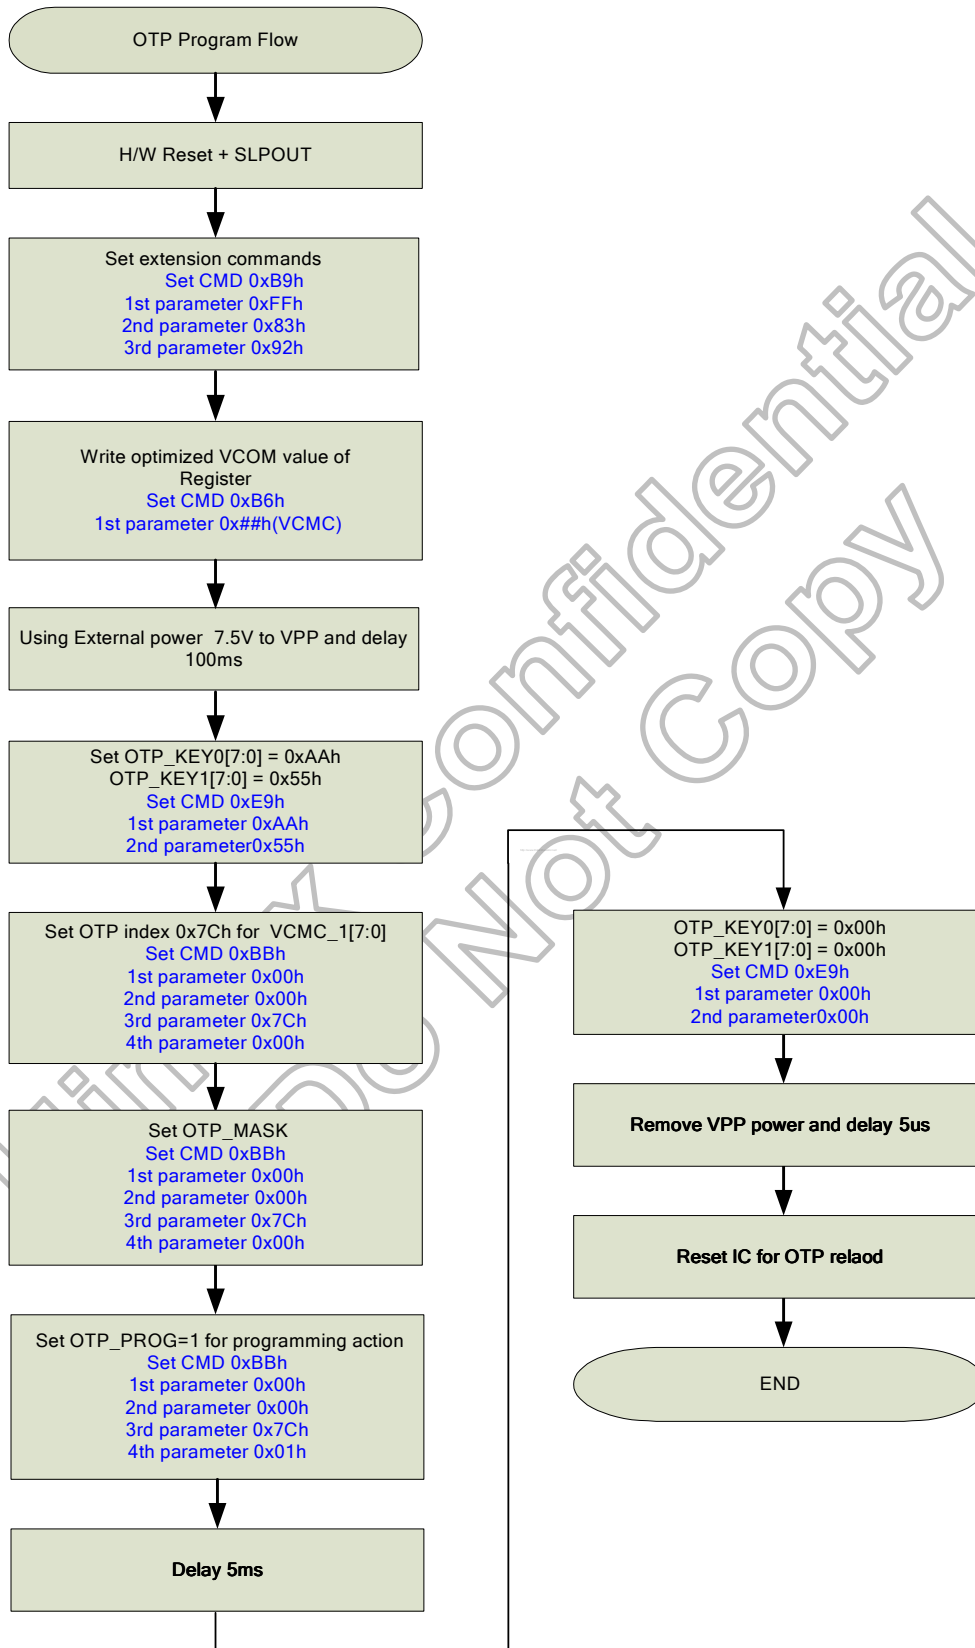 OTP Program Flow
H/W Reset + SLPOUT
Set extension commands
Set CMD 0xB9h
1st parameter 0xFFh
2nd parameter 0x83h
3rd parameter 0x92h
Write optimized VCOM value of
Register
Set CMD 0xB6h
1st parameter 0x##h(VCMC)
Using External power 7.5V to VPP and delay
100ms
Set OTP_KEY0[7:0] = 0xAAh
OTP_KEY1[7:0] = 0x55h
Set CMD 0xE9h
1st parameter 0xAAh
2nd parameter0x55h
Set OTP index 0x7Ch for VCMC_1[7:0]
Set CMD 0xBBh
1st parameter 0x00h
2nd parameter 0x00h
3rd parameter 0x7Ch
4th parameter 0x00h
Set OTP_MASK
Set CMD 0xBBh
1st parameter 0x00h
2nd parameter 0x00h
3rd parameter 0x7Ch
4th parameter 0x00h
Set OTP_PROG=1 for programming action
Set CMD 0xBBh
1st parameter 0x00h
2nd parameter 0x00h
3rd parameter 0x7Ch
4th parameter 0x01h
Delay 5ms
OTP_KEY0[7:0] = 0x00h
OTP_KEY1[7:0] = 0x00h
Set CMD 0xE9h
1st parameter 0x00h
2nd parameter0x00h
Remove VPP power and delay 5us
Reset IC for OTP relaod
END
Confidential
Do Not Copy